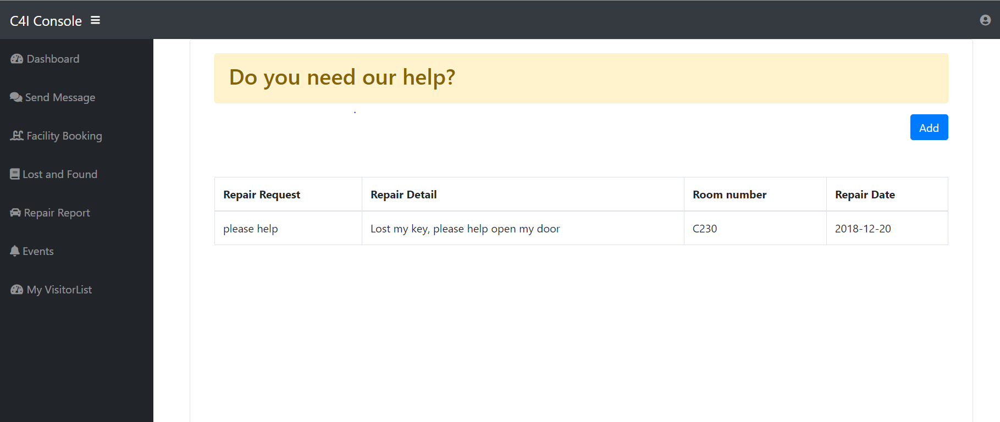 C4I Console
Dashboard
Send Message
Facility Booking
Lost and Found
Repair Report
Events
My VisitorList
Do you need our help?
Add
Repair Request Repair Detail Room number Repair Date
please help Lost my key, please help open my door C230 2018-12-20